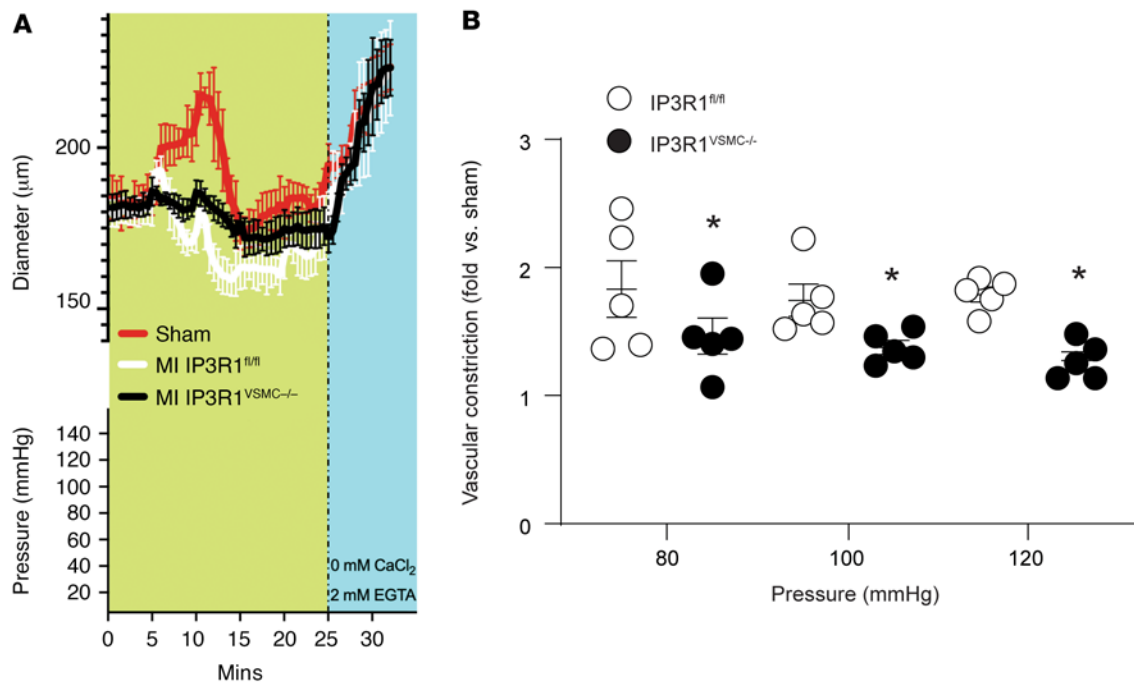 A
200
150
Diameter (μm)
Sham
MI IP3R1fl/fl
MI IP3R1VSMC–/–
140
120
100
80
60
40
20
Pressure (mmHg)
0 mM CaCl2
2 mM EGTA
0 5 10 15 20 25 30
Mins
B
IP3R1fl/fl
IP3R1VSMC-/-
3
2
1
0
Vascular constriction (fold vs. sham)
* * *
80 100 120
Pressure (mmHg)